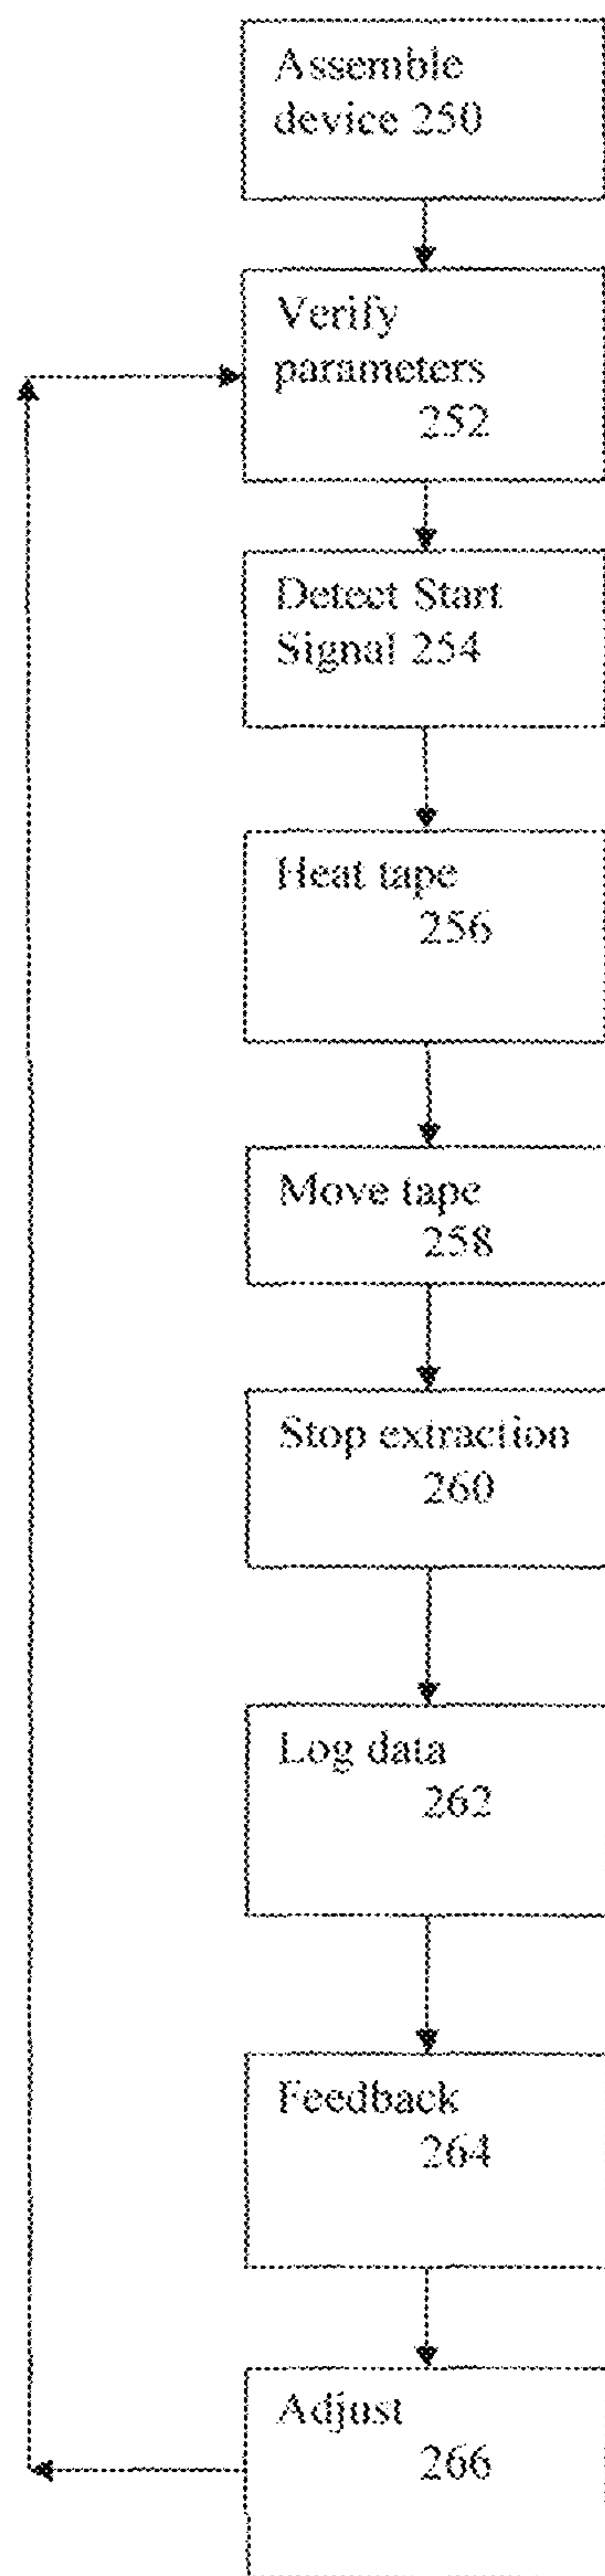 Assemble
device 250
Verify
parameters
252
Detect Start
Signal 254
Heat tape
256
Move tape
258
Stop extraction
260
Log data
262
Feedback
264
Adjust
266